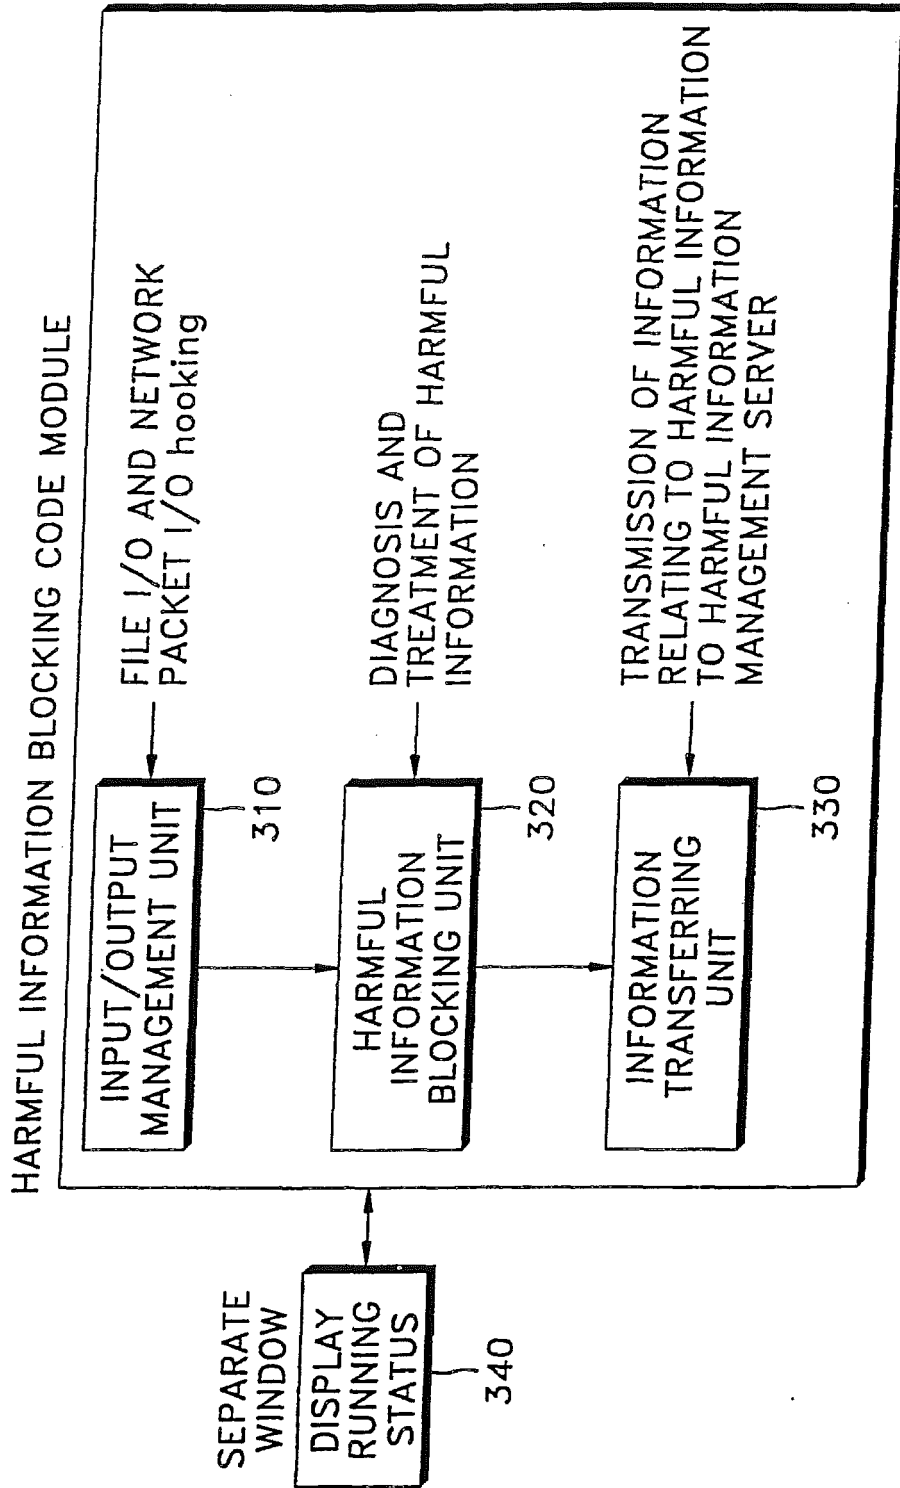 HARMFUL INFORMATION BLOCKING CODE MODULE
SEPARATE
WINDOW
DISPLAY
RUNNING
STATUS
340
INPUT/OUTPUT
MANAGEMENT UNIT
310
FILE I/O AND NETWORK
PACKET I/O hooking
HARMFUL
INFORMATION
BLOCKING UNIT
320
DIAGNOSIS AND
TREATMENT OF HARMFUL
INFORMATION
INFORMATION
TRANSFERRING
UNIT
330
TRANSMISSION OF INFORMATION
RELATING TO HARMFUL INFORMATION
TO HARMFUL INFORMATION
MANAGEMENT SERVER